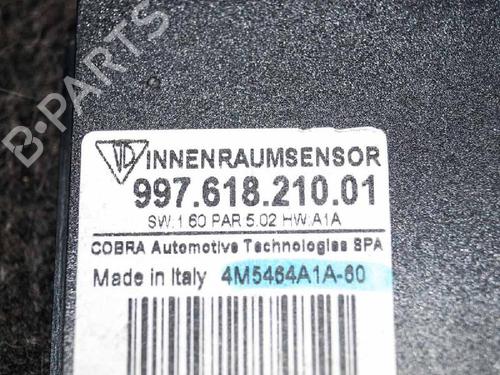 B-PARTS
INNENRAUMSENSOR
997.618.210.01
SW.1 60 PAR 5.02 HW:A1A
COBRA Automotive Technologies SPA
Made in Italy 4M5464A1A-60